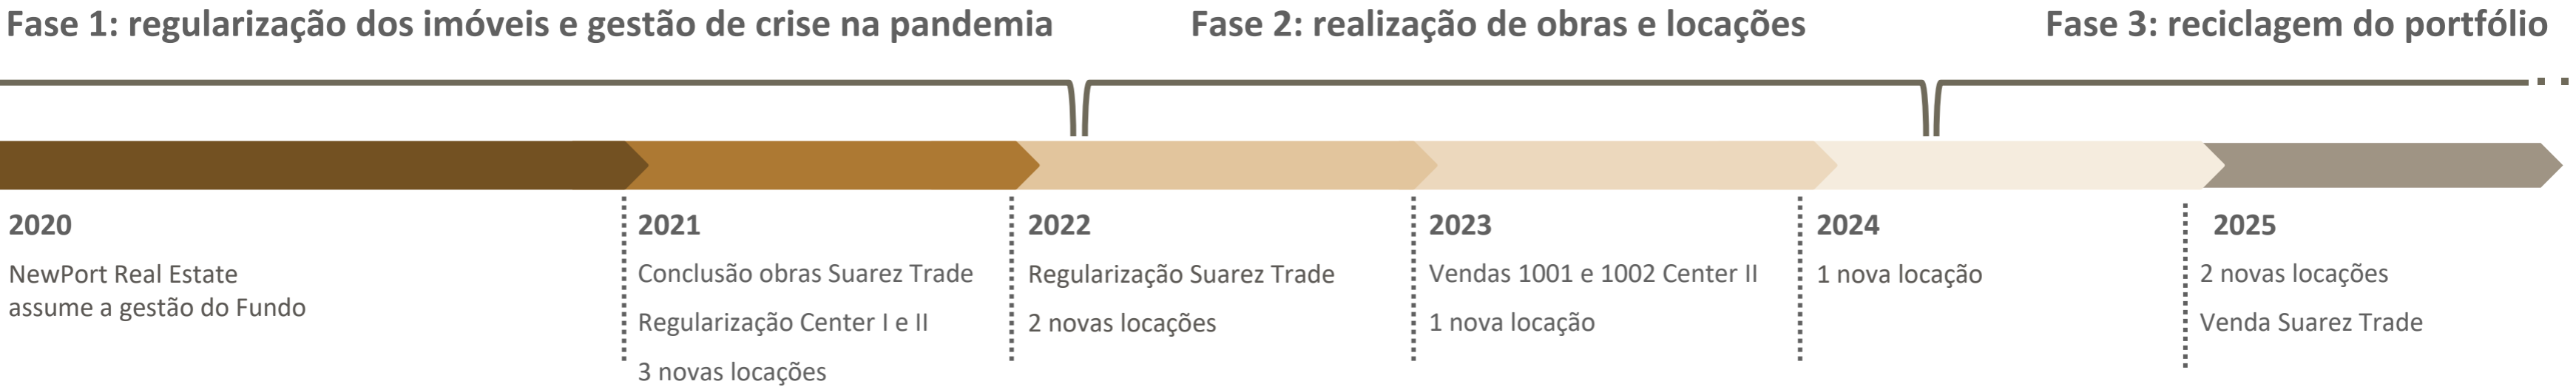 Fase 1: regularização dos imóveis e gestão de crise na pandemia
Fase 2: realização de obras e locações
Fase 3: reciclagem do portfólio
2020
NewPort Real Estate
assume a gestão do Fundo
2021
Conclusão obras Suarez Trade
Regularização Center I e II
3 novas locações
2022
Regularização Suarez Trade
2 novas locações
2023
Vendas 1001 e 1002 Center II
1 nova locação
2024
1 nova locação
2025
2 novas locações
Venda Suarez Trade